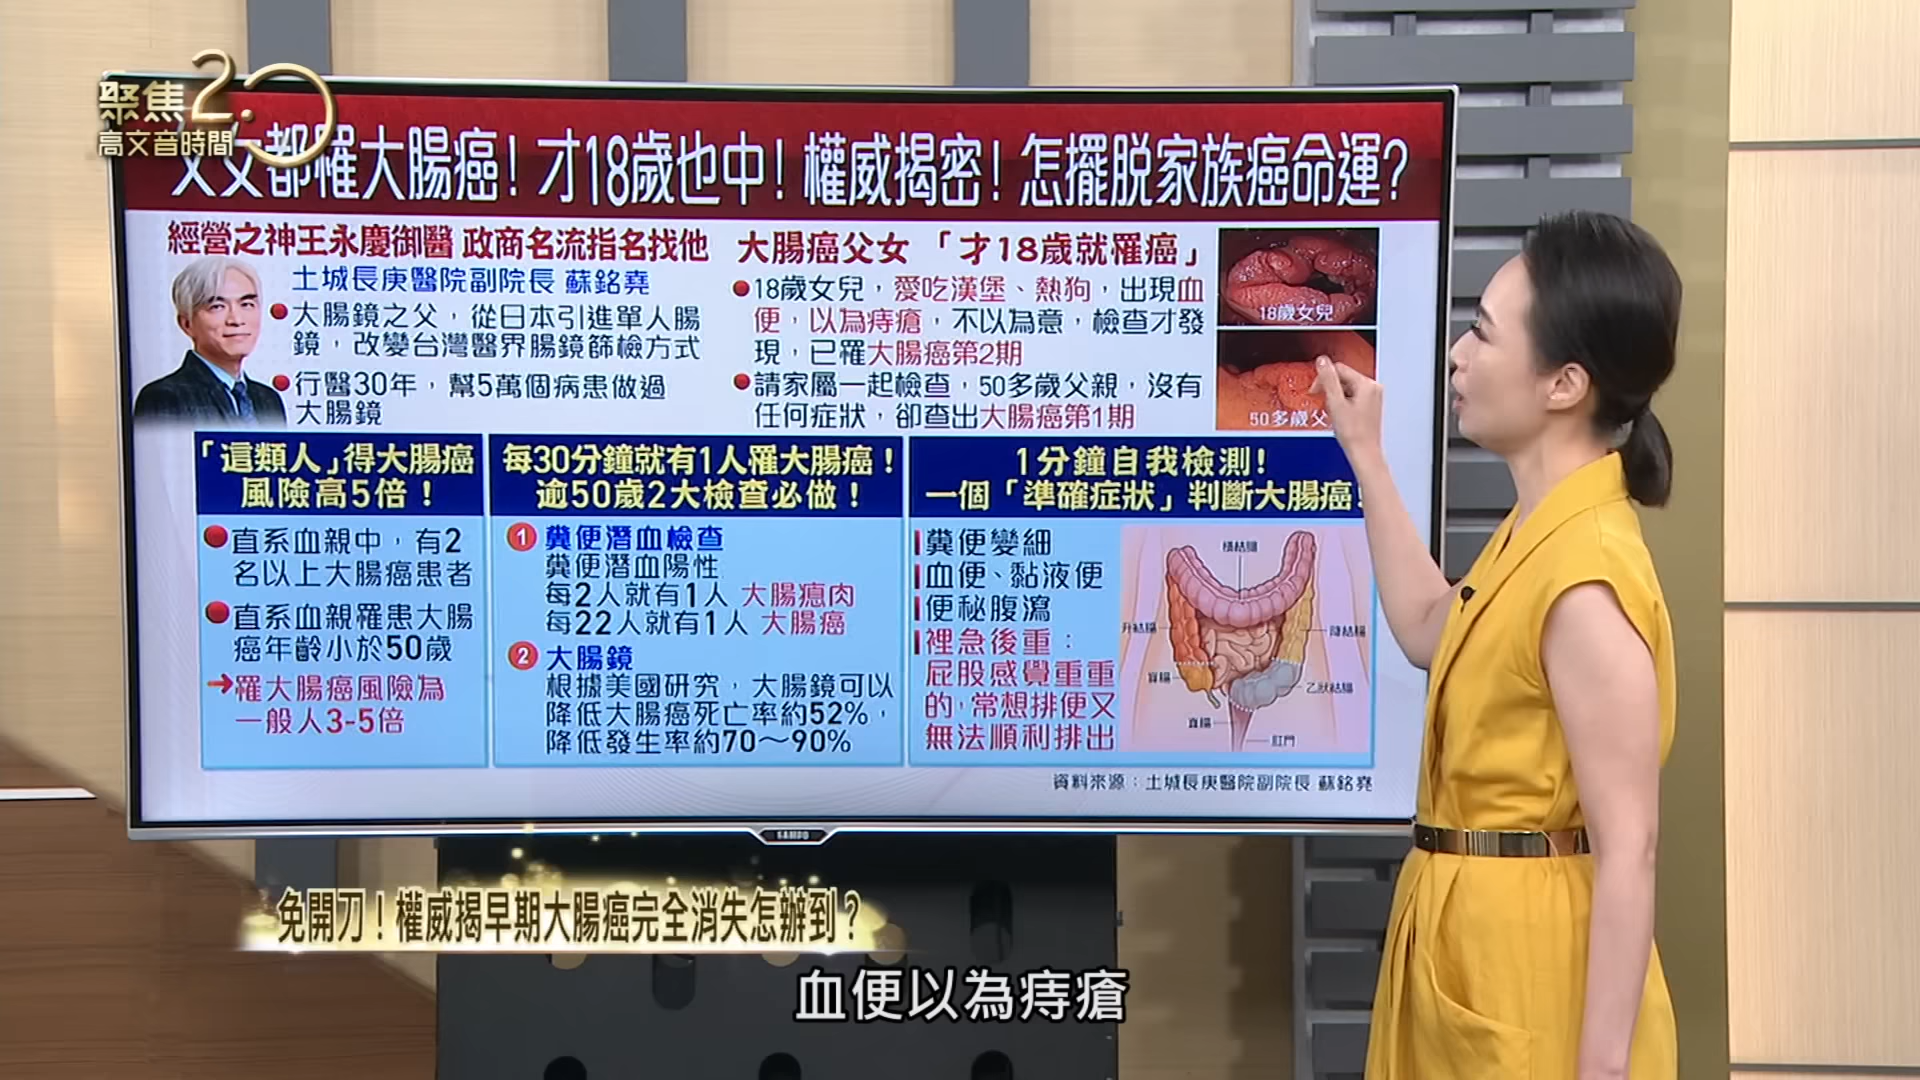 聚焦2.0
高文音時間
父女都罹大腸癌！才18歲也中！權威揭密！怎擺脫家族癌命運?
經營之神王永慶御醫 政商名流指名找他
土城長庚醫院副院長 蘇銘堯
大腸鏡之父，從日本引進單人腸
鏡，改變台灣醫界腸鏡篩檢方式
行醫30年，幫5萬個病患做過
大腸鏡
大腸癌父女 「才18歲就罹癌」
18歲女兒，愛吃漢堡、熱狗，出現血
便，以為痔瘡，不以為意，檢查才發
現，已罹大腸癌第2期
請家屬一起檢查，50多歲父親，沒有
任何症狀，卻查出大腸癌第1期
18歲女兒
50多歲父
「這類人」得大腸癌
風險高5倍！
直系血親中，有2
名以上大腸癌患者
直系血親罹患大腸
癌年齡小於50歲
➔罹大腸癌風險為
一般人3-5倍
每30分鐘就有1人罹大腸癌！
逾50歲2大檢查必做！
1 糞便潛血檢查
糞便潛血陽性
每2人就有1人 大腸瘜肉
每22人就有1人 大腸癌
2 大腸鏡
根據美國研究，大腸鏡可以
降低大腸癌死亡率約52%，
降低發生率約70～90%
1分鐘自我檢測！
一個「準確症狀」判斷大腸癌！
糞便變細
血便、黏液便
便秘腹瀉
裡急後重：
屁股感覺重重
的，常想排便又
無法順利排出
橫結腸
升結腸
降結腸
盲腸
乙狀結腸
直腸
肛門
資料來源：土城長庚醫院副院長 蘇銘堯
SAMPO
免開刀！權威揭早期大腸癌完全消失怎辦到？
血便以為痔瘡